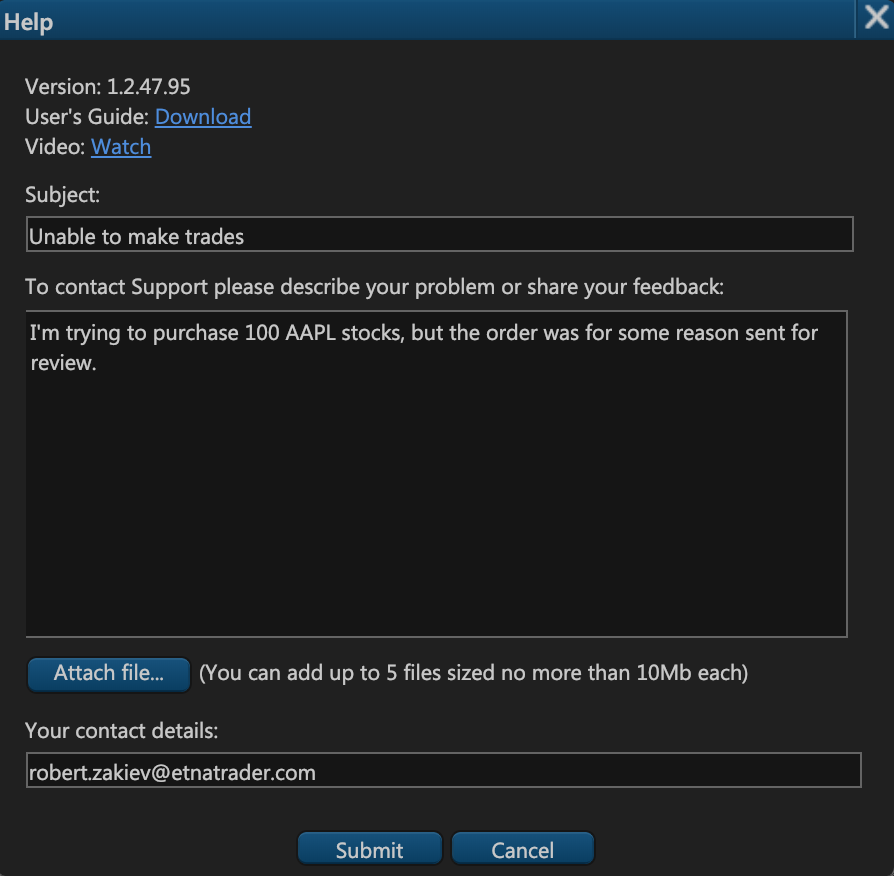 Help
Version: 1.2.47.95
User's Guide: Download
Video: Watch
Subject:
Unable to make trades
To contact Support please describe your problem or share your feedback:
I'm trying to purchase 100 AAPL stocks, but the order was for some reason sent for
review.
Attach file... (You can add up to 5 files sized no more than 10Mb each)
Your contact details:
robert.zakiev@etnatrader.com
Submit Cancel